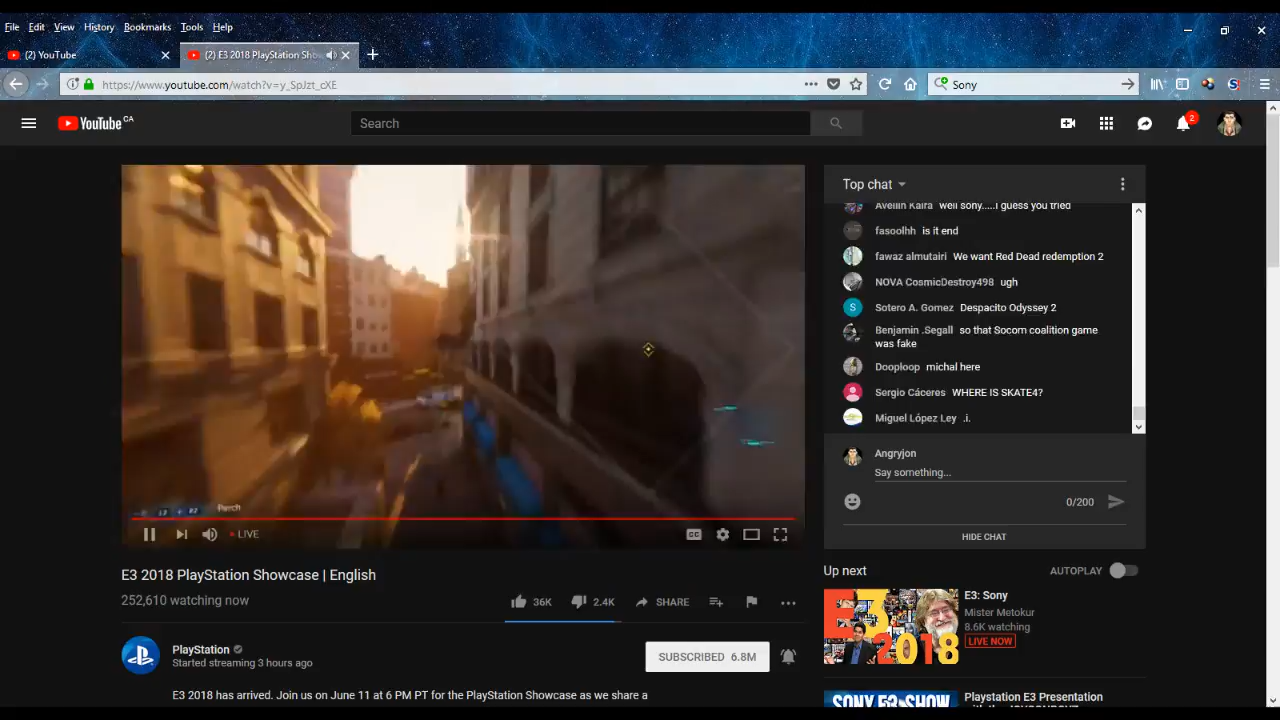 File Edit View History Bookmarks Tools Help
(2) YouTube
(2) E3 2018 PlayStation Sho
https://www.youtube.com/watch?v=y_SpJzt_cXE
Sony
YouTube CA
Search
2
Top chat
Avellin Kaira well sony.....I guess you tried
fasoolhh is it end
fawaz almutairi We want Red Dead redemption 2
NOVA CosmicDestroy498 ugh
S Sotero A. Gomez Despacito Odyssey 2
Benjamin .Segall so that Socom coalition game
was fake
Dooploop michal here
Sergio Cáceres WHERE IS SKATE4?
Miguel López Ley .i.
Angryjon
Say something...
0/200
HIDE CHAT
Perch
LIVE
CC
E3 2018 PlayStation Showcase | English
252,610 watching now
36K 2.4K SHARE
PlayStation
Started streaming 3 hours ago
SUBSCRIBED 6.8M
E3 2018 has arrived. Join us on June 11 at 6 PM PT for the PlayStation Showcase as we share a
Up next AUTOPLAY
E3
2018
E3: Sony
Mister Metokur
8.6K watching
LIVE NOW
SONY E3 SHOW
Playstation E3 Presentation